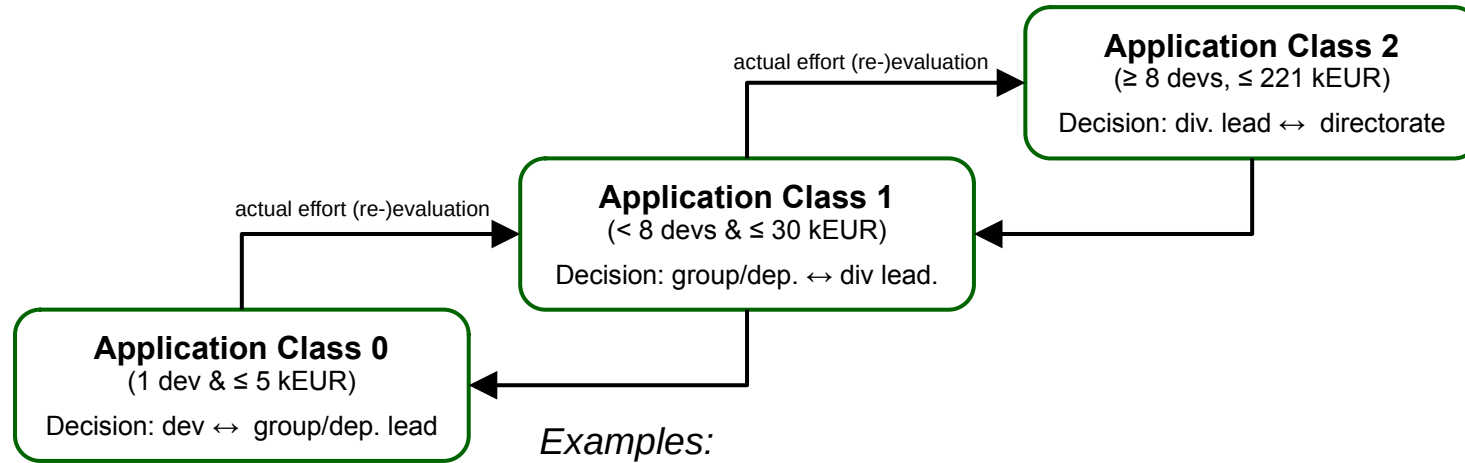 Application Class 2
(≥ 8 devs, ≤ 221 kEUR)
Decision: div. lead ↔ directorate
actual effort (re-)evaluation
Application Class 1
(< 8 devs & ≤ 30 kEUR)
Decision: group/dep. ↔ div lead.
actual effort (re-)evaluation
Application Class 0
(1 dev & ≤ 5 kEUR)
Decision: dev ↔ group/dep. lead
Examples: